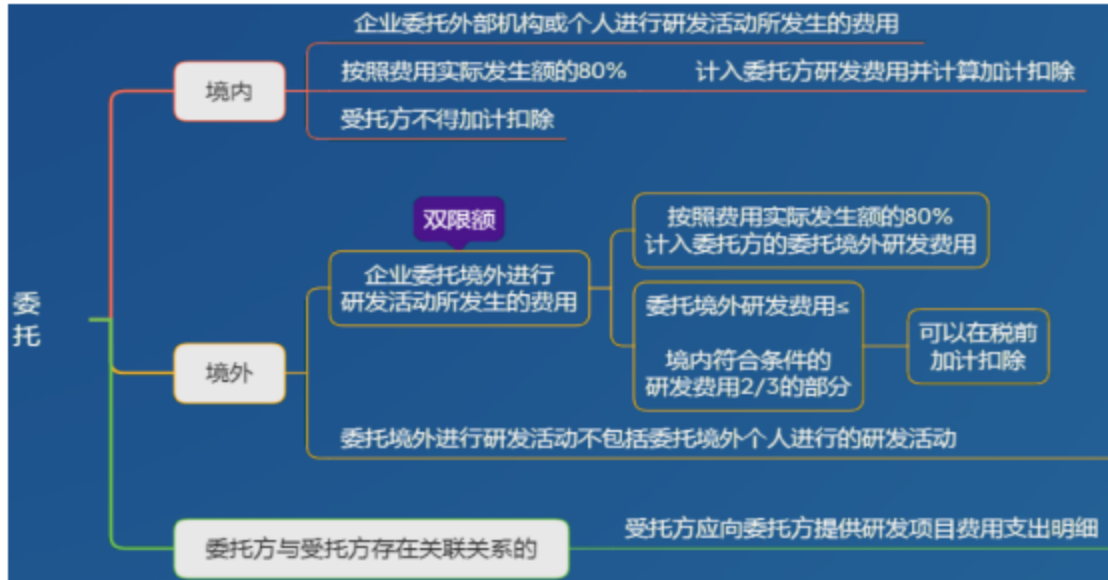 企业委托外部机构或个人进行研发活动所发生的费用
境内
按照费用实际发生额的80%
计入委托方研发费用并计算加计扣除
受托方不得加计扣除
双限额
企业委托境外进行
研发活动所发生的费用
按照费用实际发生额的80%
计入委托方的委托境外研发费用
委托境外研发费用≤
境内符合条件的
研发费用2/3的部分
可以在税前
加计扣除
委
托
境外
委托境外进行研发活动不包括委托境外个人进行的研发活动
委托方与受托方存在关联关系的
受托方应向委托方提供研发项目费用支出明细